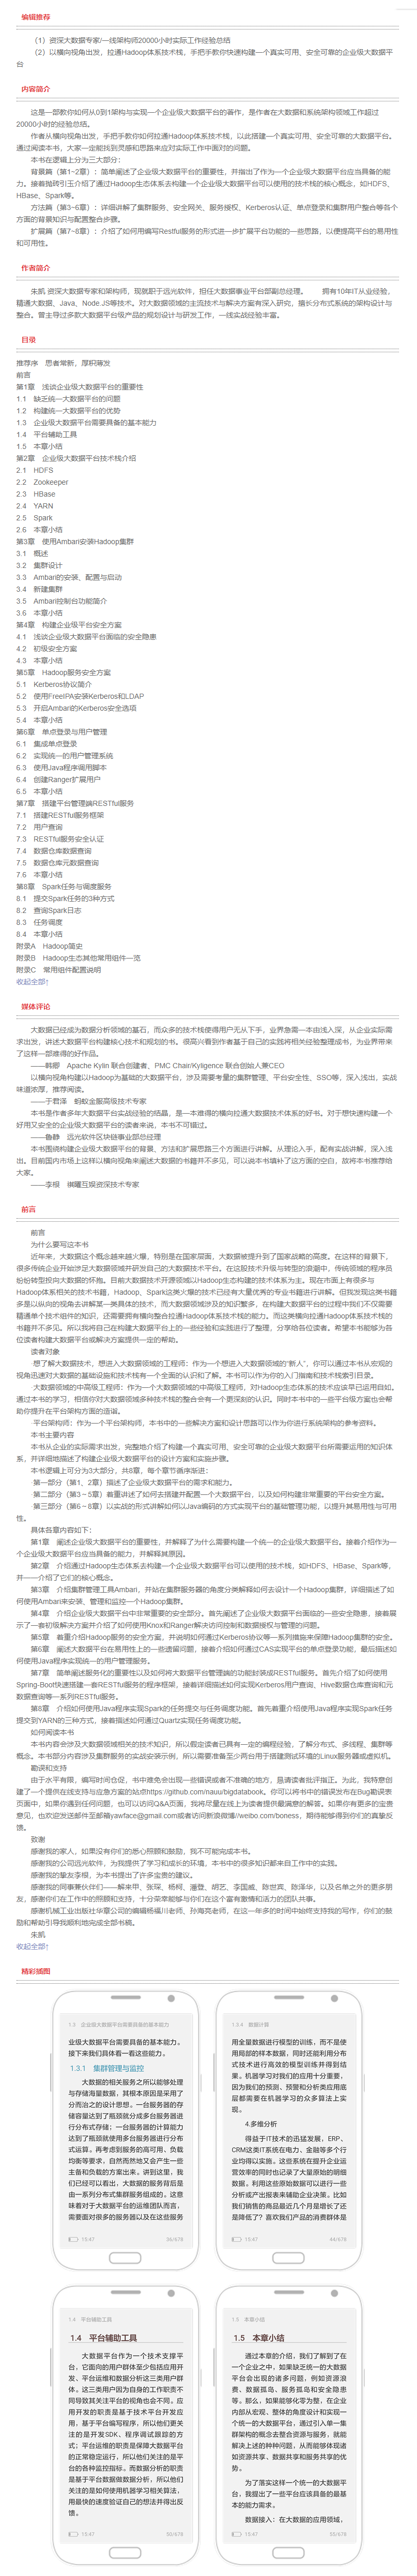 编辑推荐
（1）资深大数据专家/一线架构师20000小时实际工作经验总结
（2）以横向视角出发，拉通Hadoop体系技术栈，手把手教你快速构建一个真实可用、安全可靠的企业级大数据平
台
内容简介
这是一部教你如何从0到1架构与实现一个企业级大数据平台的著作，是作者在大数据和系统架构领域工作超过
20000小时的经验总结。
作者从横向视角出发，手把手教你如何拉通Hadoop体系技术栈，以此搭建一个真实可用、安全可靠的大数据平台。
通过阅读本书，大家一定能找到灵感和思路来应对实际工作中面对的问题。
本书在逻辑上分为三大部分：
背景篇（第1~2章）：简单阐述了企业级大数据平台的重要性，并指出了作为一个企业级大数据平台应当具备的能
力。接着抛砖引玉介绍了通过Hadoop生态体系去构建一个企业级大数据平台可以使用的技术栈的核心概念，如HDFS、
HBase、Spark等。
方法篇（第3~6章）：详细讲解了集群服务、安全网关、服务授权、Kerberos认证、单点登录和集群用户整合等各个
方面的背景知识与配置整合步骤。
扩展篇（第7~8章）：介绍了如何用编写Restful服务的形式进一步扩展平台功能的一些思路，以便提高平台的易用性
和可用性。
作者简介
朱凯 资深大数据专家和架构师，现就职于远光软件，担任大数据事业平台部副总经理。 拥有10年IT从业经验，
精通大数据、Java、Node.JS等技术。对大数据领域的主流技术与解决方案有深入研究，擅长分布式系统的架构设计与
整合。曾主导过多款大数据平台级产品的规划设计与研发工作，一线实战经验丰富。
目录
推荐序 思者常新，厚积薄发
前言
第1章 浅谈企业级大数据平台的重要性
1.1 缺乏统一大数据平台的问题
1.2 构建统一大数据平台的优势
1.3 企业级大数据平台需要具备的基本能力
1.4 平台辅助工具
1.5 本章小结
第2章 企业级大数据平台技术栈介绍
2.1 HDFS
2.2 Zookeeper
2.3 HBase
2.4 YARN
2.5 Spark
2.6 本章小结
第3章 使用Ambari安装Hadoop集群
3.1 概述
3.2 集群设计
3.3 Ambari的安装、配置与启动
3.4 新建集群
3.5 Ambari控制台功能简介
3.6 本章小结
第4章 构建企业级平台安全方案
4.1 浅谈企业级大数据平台面临的安全隐患
4.2 初级安全方案
4.3 本章小结
第5章 Hadoop服务安全方案
5.1 Kerberos协议简介
5.2 使用FreeIPA安装Kerberos和LDAP
5.3 开启Ambari的Kerberos安全选项
5.4 本章小结
第6章 单点登录与用户管理
6.1 集成单点登录
6.2 实现统一的用户管理系统
6.3 使用Java程序调用脚本
6.4 创建Ranger扩展用户
6.5 本章小结
第7章 搭建平台管理端RESTful服务
7.1 搭建RESTful服务框架
7.2 用户查询
7.3 RESTful服务安全认证
7.4 数据仓库数据查询
7.5 数据仓库元数据查询
7.6 本章小结
第8章 Spark任务与调度服务
8.1 提交Spark任务的3种方式
8.2 查询Spark日志
8.3 任务调度
8.4 本章小结
附录A Hadoop简史
附录B Hadoop生态其他常用组件一览
附录C 常用组件配置说明
收起全部↑
媒体评论
大数据已经成为数据分析领域的基石，而众多的技术栈使得用户无从下手，业界急需一本由浅入深，从企业实际需
求出发，讲述大数据平台构建核心技术和规划的书。很高兴看到作者基于自己的实践将相关经验整理成书，为业界带来
了这样一部难得的好作品。
——韩卿 Apache Kylin 联合创建者、PMC Chair/Kyligence 联合创始人兼CEO
以横向视角构建以Hadoop为基础的大数据平台，涉及需要考量的集群管理、平台安全性、SSO等，深入浅出，实战
味道浓厚，推荐阅读。
——于君泽 蚂蚁金服高级技术专家
本书是作者多年大数据平台实战经验的结晶，是一本难得的横向拉通大数据技术体系的好书。对于想快速构建一个
好用又安全的企业级大数据平台的读者来说，本书不可错过。
——鲁静 远光软件区块链事业部总经理
本书围绕构建企业级大数据平台的背景、方法和扩展思路三个方面进行讲解。从理论入手，配有实战讲解，深入浅
出。目前国内市场上这样以横向视角来阐述大数据的书籍并不多见，可以说本书填补了这方面的空白，故将本书推荐给
大家。
——李根 祺曜互娱资深技术专家
前言
前言
为什么要写这本书
近年来，大数据这个概念越来越火爆，特别是在国家层面，大数据被提升到了国家战略的高度。在这样的背景下，
很多传统企业开始涉足大数据领域并研发自己的大数据技术平台。在这股技术升级与转型的浪潮中，传统领域的程序员
纷纷转型投向大数据的怀抱。目前大数据技术开源领域以Hadoop生态构建的技术体系为主。现在市面上有很多与
Hadoop体系相关的技术书籍，Hadoop、Spark这类火爆的技术已经有大量优秀的专业书籍进行讲解。但我发现这类书籍
多是以纵向的视角去讲解某一类具体的技术，而大数据领域涉及的知识繁多，在构建大数据平台的过程中我们不仅需要
精通单个技术组件的知识，还需要拥有横向整合拉通Hadoop体系技术栈的能力。而这类横向拉通Hadoop体系技术栈的
书籍并不多见。所以我将自己在构建大数据平台上的一些经验和实践进行了整理，分享给各位读者。希望本书能够为各
位读者构建大数据平台或解决方案提供一定的帮助。
读者对象
·想了解大数据技术、想进入大数据领域的工程师：作为一个想进入大数据领域的“新人”，你可以通过本书从宏观的
视角迅速对大数据的基础设施和技术栈有一个全面的认识和了解。本书可以作为你的入门指南和技术栈索引目录。
·大数据领域的中高级工程师：作为一个大数据领域的中高级工程师，对Hadoop生态体系的技术应该早已运用自如。
通过本书的学习，相信你对大数据领域多种技术栈的整合会有一个更深刻的认识。同时本书中的一些平台级方案也会帮
助你提升在平台架构方面的造诣。
·平台架构师：作为一个平台架构师，本书中的一些解决方案和设计思路可以作为你进行系统架构的参考资料。
本书主要内容
本书从企业的实际需求出发，完整地介绍了构建一个真实可用、安全可靠的企业级大数据平台所需要运用的知识体
系，并详细地描述了构建企业级大数据平台的设计方案和实施步骤。
本书逻辑上可分为3大部分，共8章，每个章节循序渐进：
第一部分（第1、2章）描述了企业级大数据平台的需求和能力。
第二部分（第3～5章）着重讲述了如何去搭建并配置一个大数据平台，以及如何构建非常重要的平台安全方案。
第三部分（第6～8章）以实战的形式讲解如何以Java编码的方式实现平台的基础管理功能，以提升其易用性与可用
性。
具体各章内容如下：
第1章 阐述企业级大数据平台的重要性，并解释了为什么需要构建一个统一的企业级大数据平台。接着介绍作为一
个企业级大数据平台应当具备的能力，并解释其原因。
第2章 介绍通过Hadoop生态体系去构建一个企业级大数据平台可以使用的技术栈，如HDFS、HBase、Spark等，
并一一介绍了它们的核心概念。
第3章 介绍集群管理工具Ambari，并站在集群服务器的角度分类解释如何去设计一个Hadoop集群，详细描述了如
何使用Ambari来安装、管理和监控一个Hadoop集群。
第4章 介绍企业级大数据平台中非常重要的安全部分。首先阐述了企业级大数据平台面临的一些安全隐患，接着展
示了一套初级解决方案并介绍了如何使用Knox和Ranger解决访问控制和数据授权与管理的问题。
第5章 着重介绍Hadoop服务的安全方案，并说明如何通过Kerberos协议等一系列措施来保障Hadoop集群的安全。
第6章 阐述大数据平台在易用性上的一些遗留问题，接着介绍如何通过CAS实现平台的单点登录功能，最后描述如
何使用Java程序实现统一的用户管理服务。
第7章 简单阐述服务化的重要性以及如何将大数据平台管理端的功能封装成RESTful服务。首先介绍了如何使用
Spring-Boot快速搭建一套RESTful服务的程序框架，接着详细描述如何实现Kerberos用户查询、Hive数据仓库查询和元
数据查询等一系列RESTful服务。
第8章 介绍如何使用Java程序实现Spark的任务提交与任务调度功能。首先着重介绍使用Java程序实现Spark任务
提交到YARN的三种方式，接着描述如何通过Quartz实现任务调度功能。
如何阅读本书
本书内容会涉及大数据领域相关的技术知识，所以假定读者已具有一定的编程经验，了解分布式、多线程、集群等
概念。本书部分内容涉及集群服务的实战安装示例，所以需要准备至少两台用于搭建测试环境的Linux服务器或虚拟机。
勘误和支持
由于水平有限，编写时间仓促，书中难免会出现一些错误或者不准确的地方，恳请读者批评指正。为此，我特意创
建了一个提供在线支持与应急方案的站点https://github.com/nauu/bigdatabook。你可以将书中的错误发布在Bug勘误表
页面中，如果你遇到任何问题，也可以访问Q&A页面，我将尽量在线上为读者提供最满意的解答。如果你有更多的宝贵
意见，也欢迎发送邮件至邮箱yawface@gmail.com或者访问新浪微博//weibo.com/boness，期待能够得到你们的真挚反
馈。
致谢
感谢我的家人，如果没有你们的悉心照顾和鼓励，我不可能完成本书。
感谢我的公司远光软件，为我提供了学习和成长的环境，本书中的很多知识都来自工作中的实践。
感谢我的挚友李根，为本书提出了许多宝贵的建议。
感谢我的同事兼伙伴们——解来甲、张琛、杨柯、潘登、胡艺、李国威、陈世宾、陈泽华，以及名单之外的更多朋
友，感谢你们在工作中的照顾和支持，十分荣幸能够与你们在这个富有激情和活力的团队共事。
感谢机械工业出版社华章公司的编辑杨福川老师、孙海亮老师，在这一年多的时间中始终支持我的写作，你们的鼓
励和帮助引导我顺利地完成全部书稿。
朱凯
收起全部↑
精彩插图
1.3 企业级大数据平台需要具备的基本能力
业级大数据平台需要具备的基本能力。
接下来我们具体看一看这些能力。
1.3.1 集群管理与监控
大数据的相关服务之所以能够处理
与存储海量数据，其根本原因是采用了
分而治之的设计思想。一台服务器的存
储容量达到了瓶颈就分成多台服务器进
行分布式存储；一台服务器的计算能力
达到了瓶颈就使用多台服务器进行分布
式运算。再考虑到服务的高可用、负载
均衡等要求，自然而然地又会产生一些
主备和负载的方案出来。讲到这里，我
们已经可以看出，大数据的服务背后是
由一系列分布式集群服务组成的。这意
味着对于大数据平台的运维团队而言，
需要面对很多的服务器以及在这些服务
15:47 36/678
1.3.4 数据计算
用全量数据进行模型的训练，而不是使
用局部的样本数据，同时还能利用分布
式技术进行高效的模型训练并得到结
果。机器学习对我们的应用十分重要，
因为我们的预测、预警和分析类应用底
层都需要在机器学习的众多算法上实
现。
4.多维分析
得益于IT技术的迅猛发展，ERP、
CRM这类IT系统在电力、金融等多个行
业均得以实施。这些系统在提升企业运
营效率的同时也记录了大量原始的明细
数据。利用这些原始数据可以进行一些
分析或产出报表来辅助企业决策。比如
我们销售的商品最近几个月是增长了还
是降低了？喜欢我们产品的消费群体是
15:47 44/678
1.4 平台辅助工具
1.4 平台辅助工具
大数据平台作为一个技术支撑平
台，它面向的用户群体至少包括应用开
发、平台运维和数据分析这三类用户群
体。这三类用户因为自身的工作职责不
同导致其关注平台的视角也会不同。应
用开发的职责是基于技术平台开发应
用，基于平台编写程序，所以他们更关
注的是开发SDK、程序调试跟踪的方
式；平台运维的职责是保障大数据平台
的正常稳定运行，所以他们关注的是平
台的各种监控指标。而数据分析的职责
是基于平台数据做数据分析，所以他们
关注的是如何使用机器学习相关算法，
用最快的速度验证自己的想法并得出反
馈。
15:47 50/678
1.5 本章小结
1.5 本章小结
通过本章的介绍，我们了解到了在
一个企业之中，如果缺乏统一的大数据
平台会出现的诸多问题，例如资源浪
费、数据孤岛、服务孤岛和安全隐患
等。那么，如果能够化零为整，在企业
内部从宏观、整体的角度设计和实现一
个统一的大数据平台，通过引入单一集
群架构的概念去整合资源与服务，就能
解决上述的种种问题，从而能够体现诸
如资源共享、数据共享和服务共享的优
势。
为了落实这样一个统一的大数据平
台，我提出了一些平台应该具备的最基
本的能力需求。
数据接入：在大数据的应用领域，
15:47 55/678